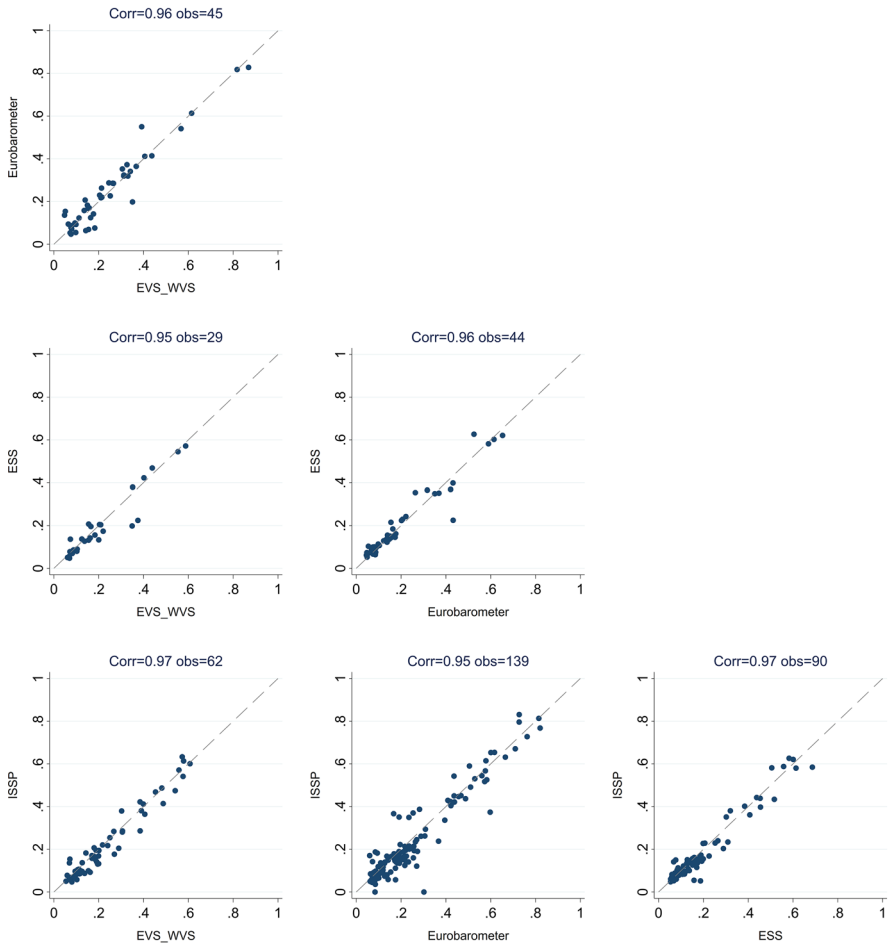 Corr=0.96 obs=45
Eurobarometer
1
.8
.6
.4
.2
0
0 .2 .4 .6 .8 1
EVS_WVS
Corr=0.95 obs=29
ESS
1
.8
.6
.4
.2
0
0 .2 .4 .6 .8 1
EVS_WVS
Corr=0.96 obs=44
ESS
1
.8
.6
.4
.2
0
0 .2 .4 .6 .8 1
Eurobarometer
Corr=0.97 obs=62
ISSP
1
.8
.6
.4
.2
0
0 .2 .4 .6 .8 1
EVS_WVS
Corr=0.95 obs=139
ISSP
1
.8
.6
.4
.2
0
0 .2 .4 .6 .8 1
Eurobarometer
Corr=0.97 obs=90
ISSP
1
.8
.6
.4
.2
0
0 .2 .4 .6 .8 1
ESS